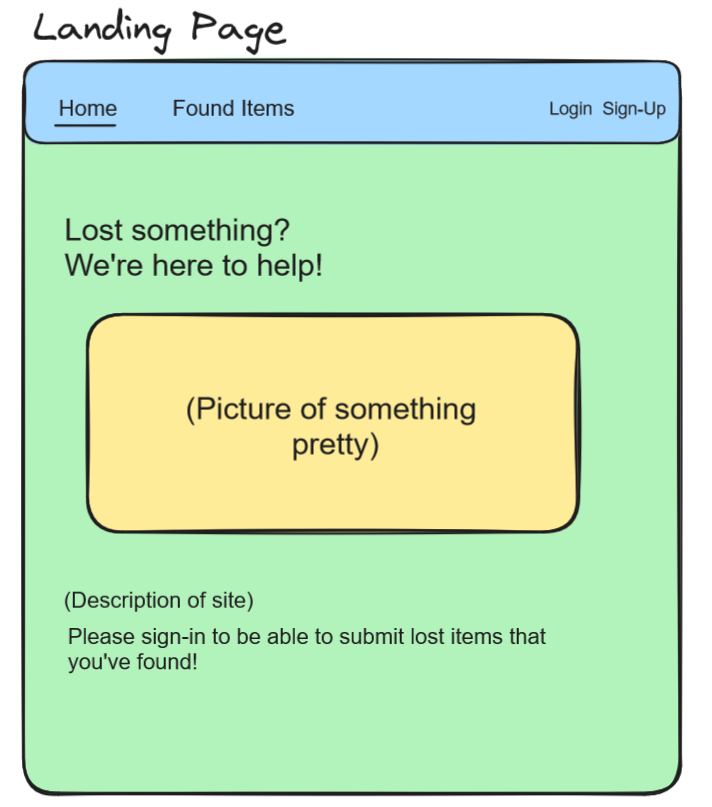 Landing Page
Home Found Items Login Sign-Up
Lost something?
We're here to help!
(Picture of something
pretty)
(Description of site)
Please sign-in to be able to submit lost items that
you've found!